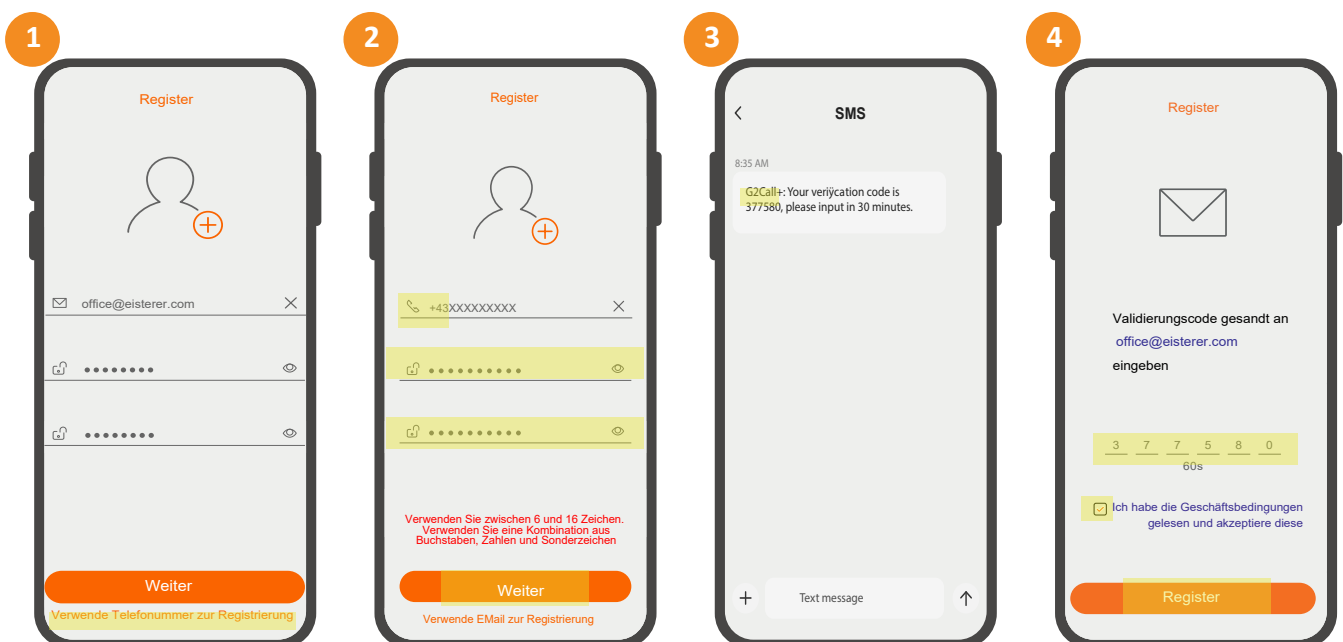 1
Register
office@eisterer.com
Weiter
Verwende Telefonummer zur Registrierung
2
Register
+43XXXXXXXXX
Verwenden Sie zwischen 6 und 16 Zeichen.
Verwenden Sie eine Kombination aus
Buchstaben, Zahlen und Sonderzeichen
Weiter
Verwende EMail zur Registrierung
3
SMS
8:35 AM
G2Call+: Your veriÿcation code is
377580, please input in 30 minutes.
Text message
4
Register
Validierungscode gesandt an
office@eisterer.com
eingeben
3 7 7 5 8 0
60s
Ich habe die Geschäftsbedingungen
gelesen und akzeptiere diese
Register